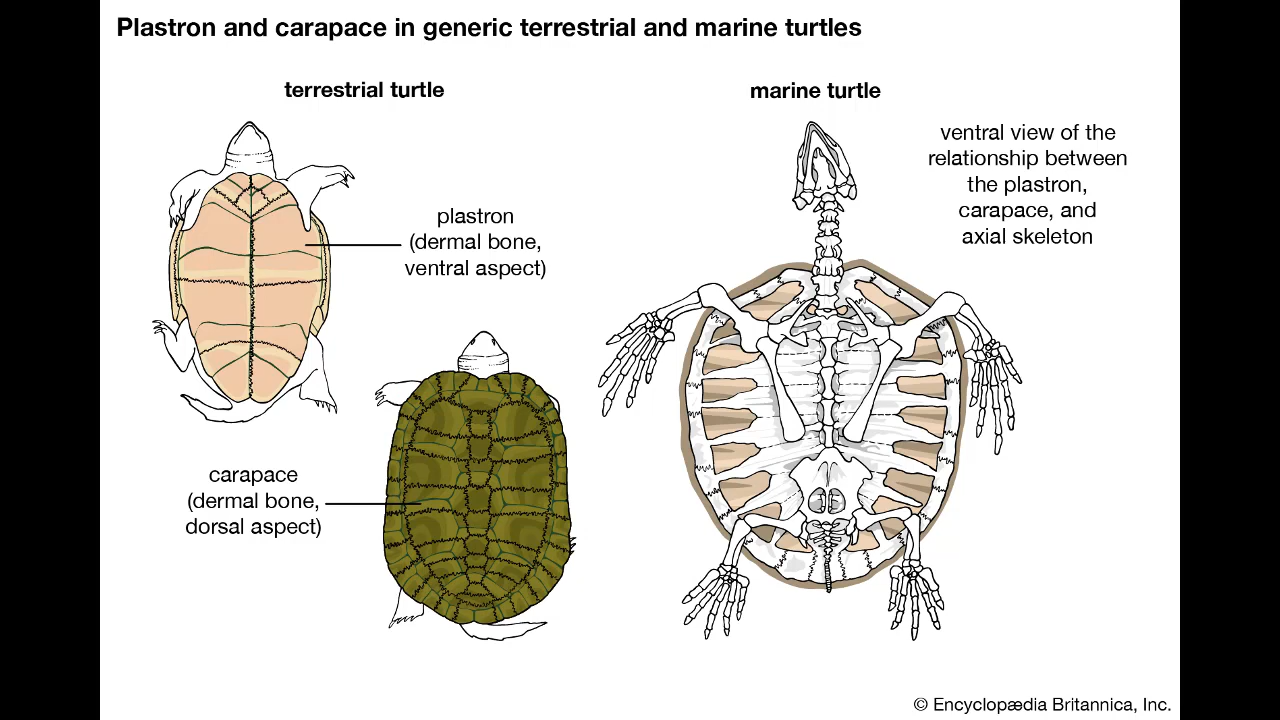 Plastron and carapace in generic terrestrial and marine turtles
terrestrial turtle
plastron
(dermal bone,
ventral aspect)
carapace
(dermal bone,
dorsal aspect)
marine turtle
ventral view of the
relationship between
the plastron,
carapace, and
axial skeleton
© Encyclopædia Britannica, Inc.